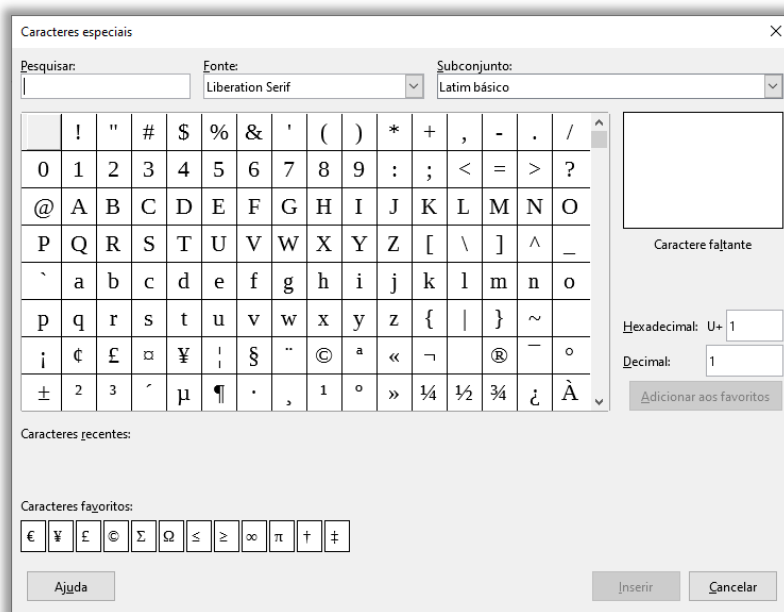 Caracteres especiais
Pesquisar: Fonte: Subconjunto:
Liberation Serif Latim básico
! " # $ % & ' ( ) * + , - . /
0 1 2 3 4 5 6 7 8 9 : ; < = > ?
@ A B C D E F G H I J K L M N O
P Q R S T U V W X Y Z [ \ ] ^ _
` a b c d e f g h i j k l m n o
p q r s t u v w x y z { | } ~
¡ ¢ £ ¤ ¥ ¦ § ¨ © ª « ¬ ® ¯ °
± ² ³ ´ µ ¶ · ¸ ¹ º » ¼ ½ ¾ ¿ À
Caractere faltante
Hexadecimal: U+ 1
Decimal: 1
Adicionar aos favoritos
Caracteres recentes:
Caracteres favoritos:
€ ¥ £ © Σ Ω ≤ ≥ ∞ π † ‡
Ajuda Inserir Cancelar